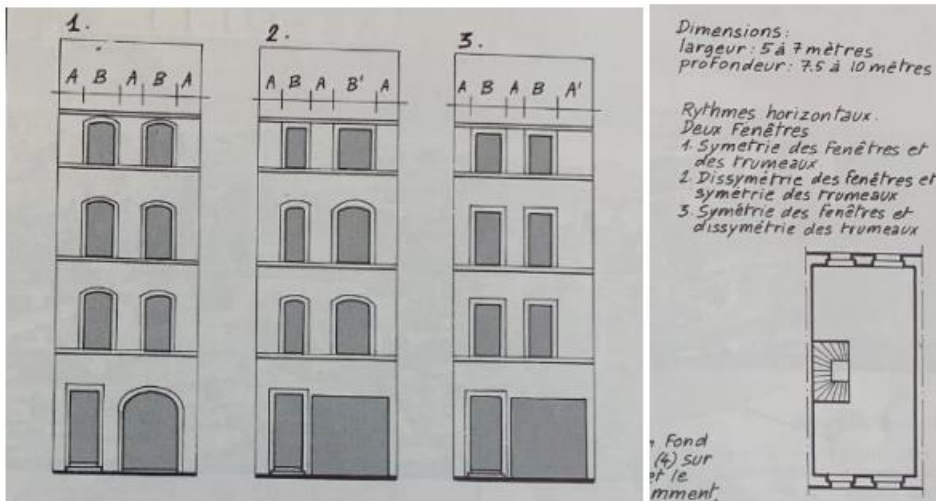 1.
A B A B A
2.
A B A B' A
3.
A B A B A'
Dimensions:
largeur: 5 à 7 mètres
profondeur: 7.5 à 10 mètres
Rythmes horizontaux.
Deux Fenêtres
1. Symétrie des Fenêtres et
des trumeaux
2. Dissymétrie des fenêtres et
symétrie des trumeaux
3. Symétrie des fenêtres et
dissymétrie des trumeaux
Fond
(4) sur
et le
mment